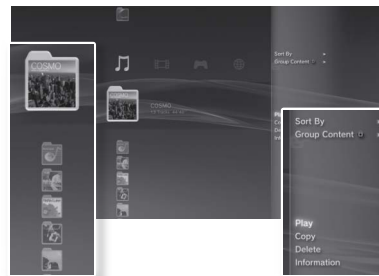 COSMO
COSMO
Sort By
Group Content
Sort By
Group Content
Play
Copy
Delete
Information